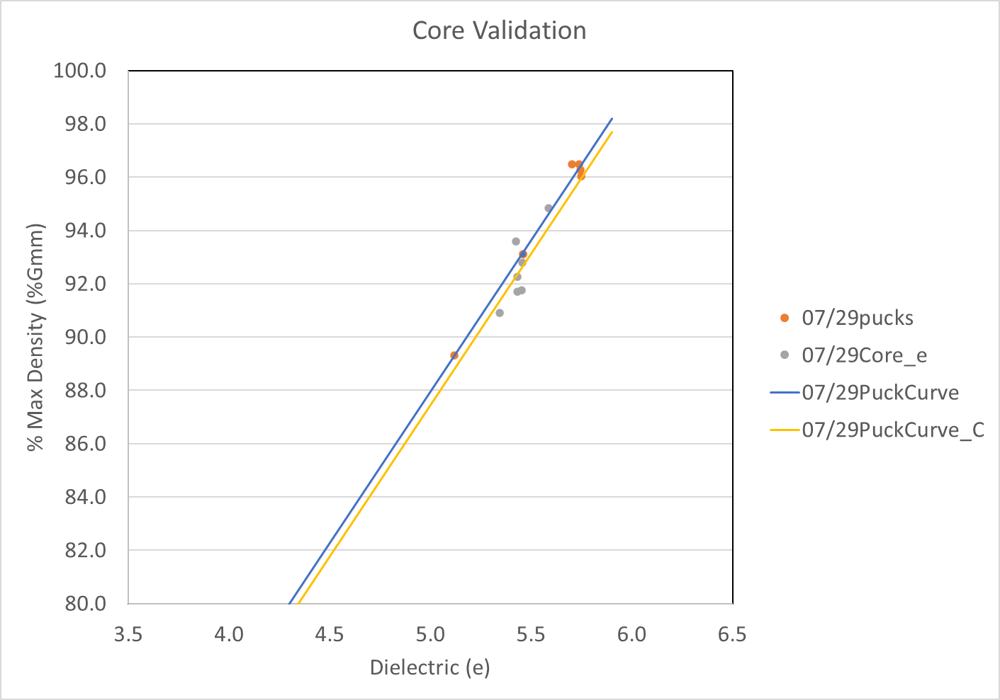 Core Validation
100.0
98.0
96.0
94.0
92.0
90.0
88.0
86.0
84.0
82.0
80.0
% Max Density (%Gmm)
3.5 4.0 4.5 5.0 5.5 6.0 6.5
Dielectric (e)
07/29pucks
07/29Core_e
07/29PuckCurve
07/29PuckCurve_C